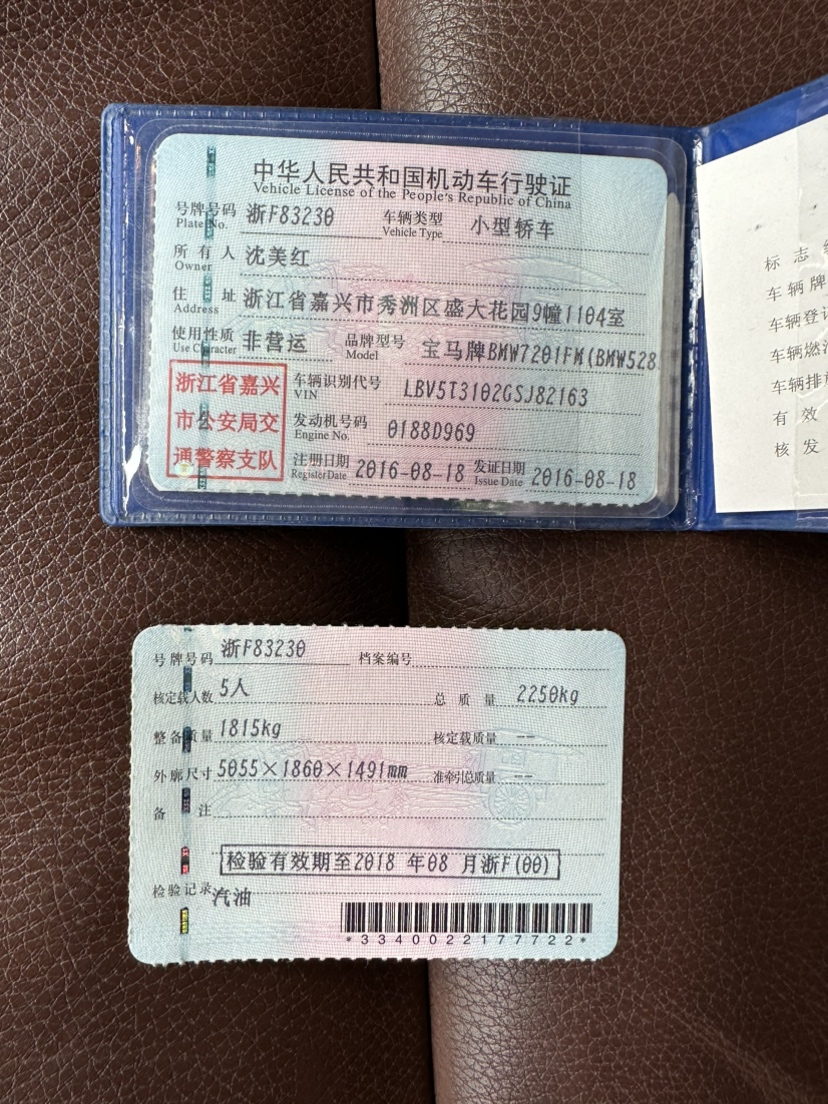 中华人民共和国机动车行驶证
Vehicle License of the People's Republic of China
号牌号码 浙F83230 车辆类型 小型轿车
Plate No. Vehicle Type
所有人 沈美红
Owner
住址 浙江省嘉兴市秀洲区盛大花园9幢1104室
Address
使用性质 非营运 品牌型号 宝马牌BMW7201FM(BMW528
Use Character Model
浙江省嘉兴
市公安局交
通警察支队
车辆识别代号 LBV5T3102GSJ82163
VIN
发动机号码 0188D969
Engine No.
注册日期 2016-08-18 发证日期 2016-08-18
Register Date Issue Date
标志
车辆牌
车辆登记
车辆燃油
车辆排放
有效
核发
号牌号码 浙F83230 档案编号
核定载人数 5人 总质量 2250kg
整备质量 1815kg 核定载质量 --
外廓尺寸 5055×1860×1491mm 准牵引总质量 --
备注
检验有效期至2018 年08 月浙F(00)
检验记录 汽油
*3340022177722*